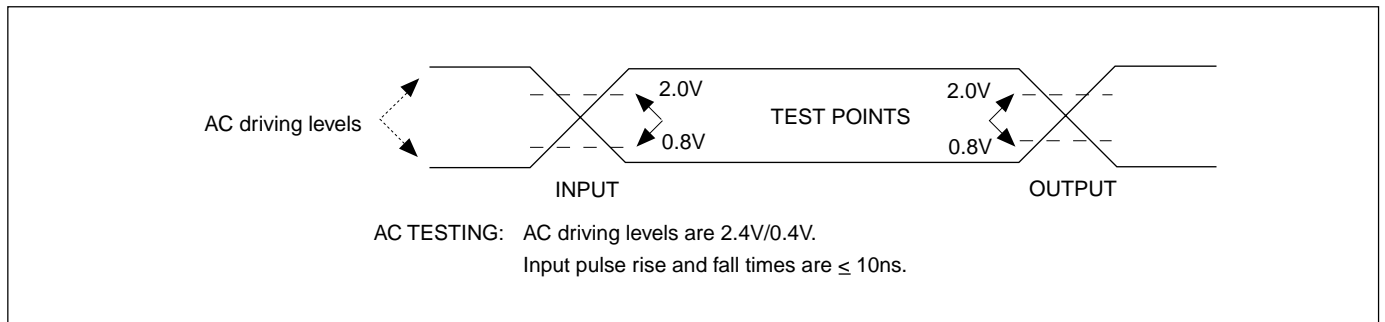 2.0V 2.0V
AC driving levels TEST POINTS
0.8V 0.8V
INPUT OUTPUT
AC TESTING: AC driving levels are 2.4V/0.4V.
Input pulse rise and fall times are ≤ 10ns.